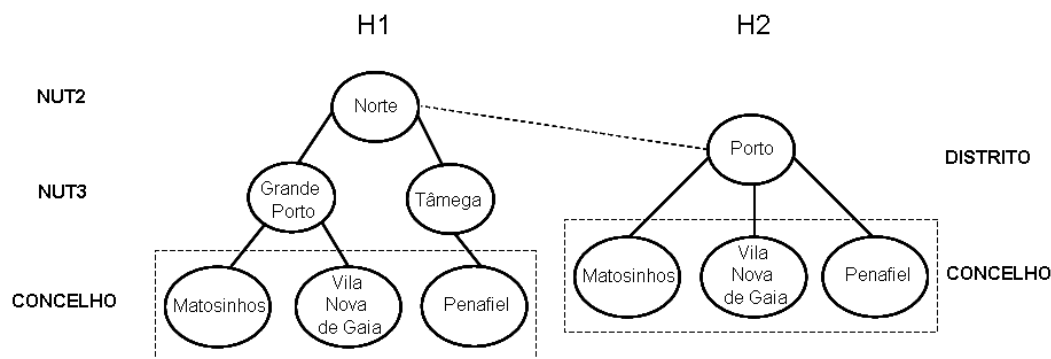 H1
H2
NUT2
Norte
Porto
DISTRITO
NUT3
Grande
Porto
Tâmega
CONCELHO
Matosinhos
Vila
Nova
de Gaia
Penafiel
Matosinhos
Vila
Nova
de Gaia
Penafiel
CONCELHO